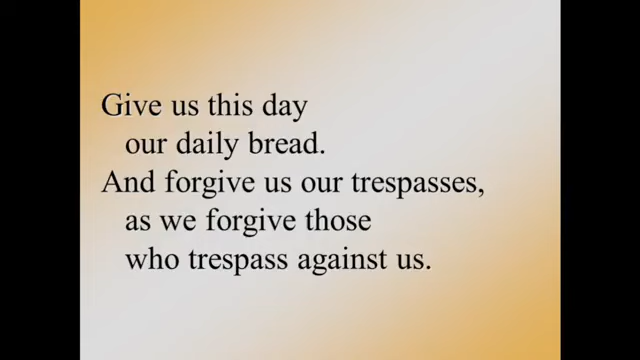 Give us this day
our daily bread.
And forgive us our trespasses,
as we forgive those
who trespass against us.